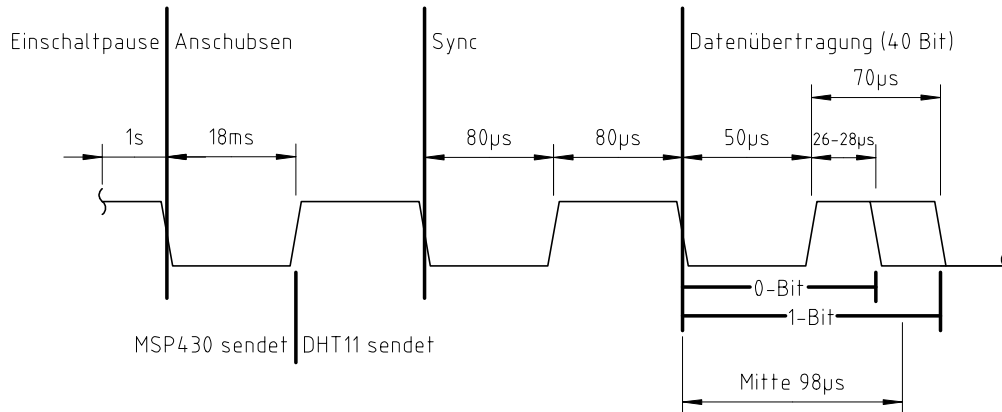 Einschaltpause
Anschubsen
Sync
Datenübertragung (40 Bit)
70µs
1s
18ms
80µs
80µs
50µs
26-28µs
0-Bit
1-Bit
MSP430 sendet
DHT11 sendet
Mitte 98µs